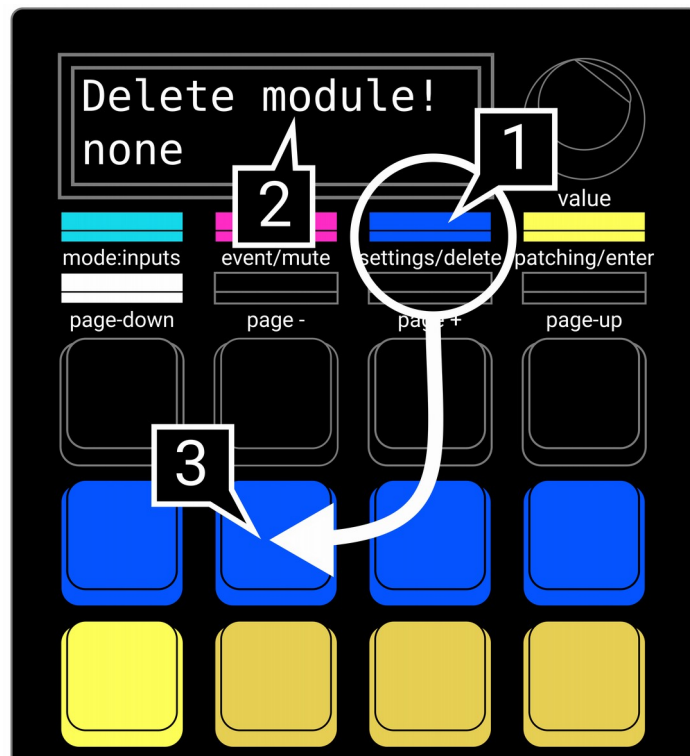 Delete module!
none
1
2
value
mode:inputs event/mute settings/delete patching/enter
page-down page - page + page-up
3